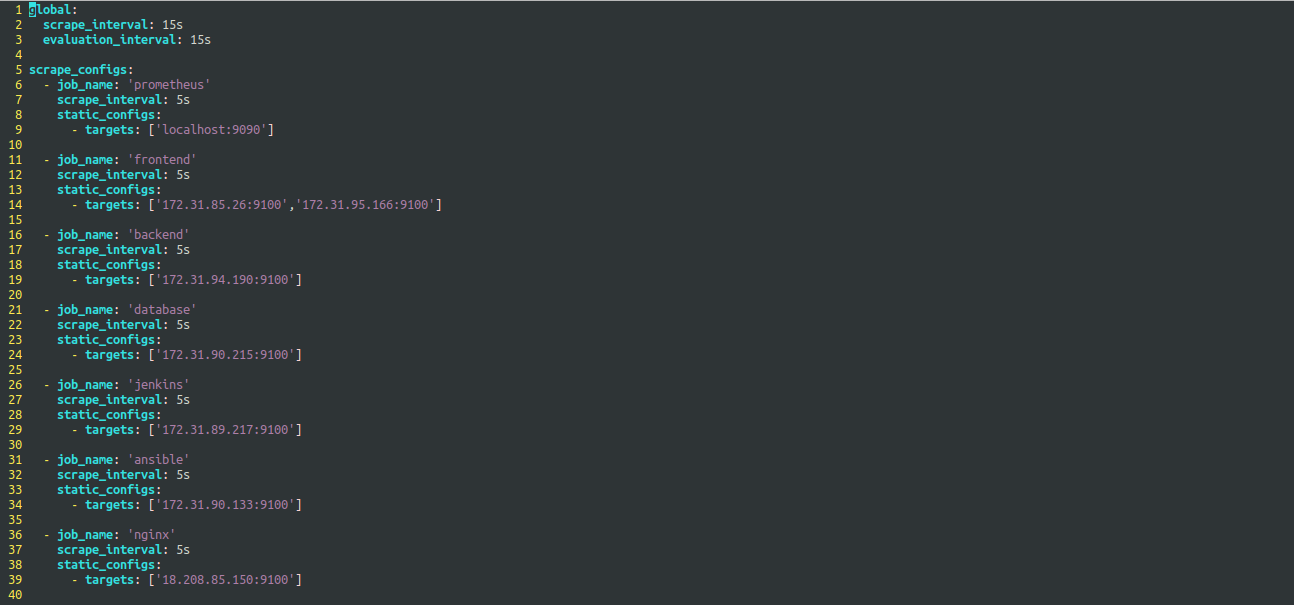 1 global:
2   scrape_interval: 15s
3   evaluation_interval: 15s
4
5 scrape_configs:
6   - job_name: 'prometheus'
7     scrape_interval: 5s
8     static_configs:
9       - targets: ['localhost:9090']
10
11   - job_name: 'frontend'
12     scrape_interval: 5s
13     static_configs:
14       - targets: ['172.31.85.26:9100','172.31.95.166:9100']
15
16   - job_name: 'backend'
17     scrape_interval: 5s
18     static_configs:
19       - targets: ['172.31.94.190:9100']
20
21   - job_name: 'database'
22     scrape_interval: 5s
23     static_configs:
24       - targets: ['172.31.90.215:9100']
25
26   - job_name: 'jenkins'
27     scrape_interval: 5s
28     static_configs:
29       - targets: ['172.31.89.217:9100']
30
31   - job_name: 'ansible'
32     scrape_interval: 5s
33     static_configs:
34       - targets: ['172.31.90.133:9100']
35
36   - job_name: 'nginx'
37     scrape_interval: 5s
38     static_configs:
39       - targets: ['18.208.85.150:9100']
40